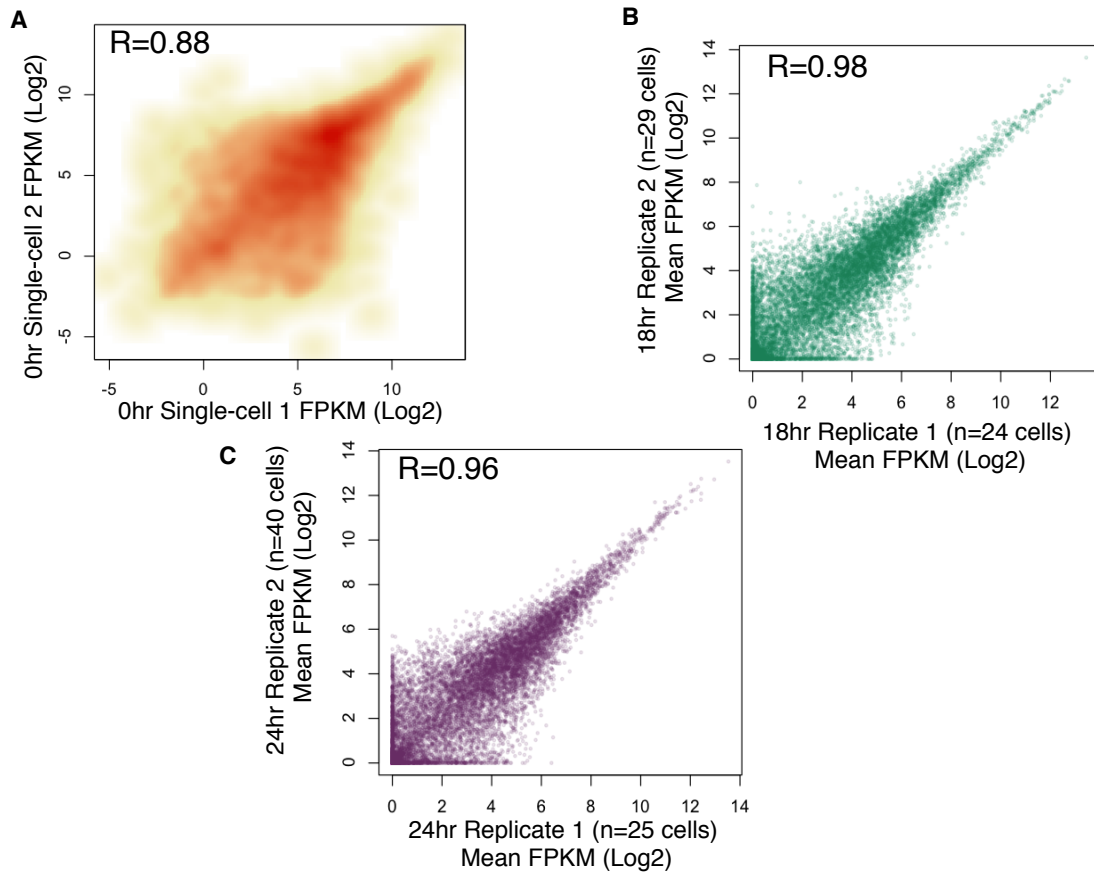 A
R=0.88
0hr Single-cell 2 FPKM (Log2)
10
5
0
-5
-5 0 5 10
0hr Single-cell 1 FPKM (Log2)
B
R=0.98
18hr Replicate 2 (n=29 cells)
Mean FPKM (Log2)
14
12
10
8
6
4
2
0
0 2 4 6 8 10 12
18hr Replicate 1 (n=24 cells)
Mean FPKM (Log2)
C
R=0.96
24hr Replicate 2 (n=40 cells)
Mean FPKM (Log2)
14
12
10
8
6
4
2
0
0 2 4 6 8 10 12 14
24hr Replicate 1 (n=25 cells)
Mean FPKM (Log2)